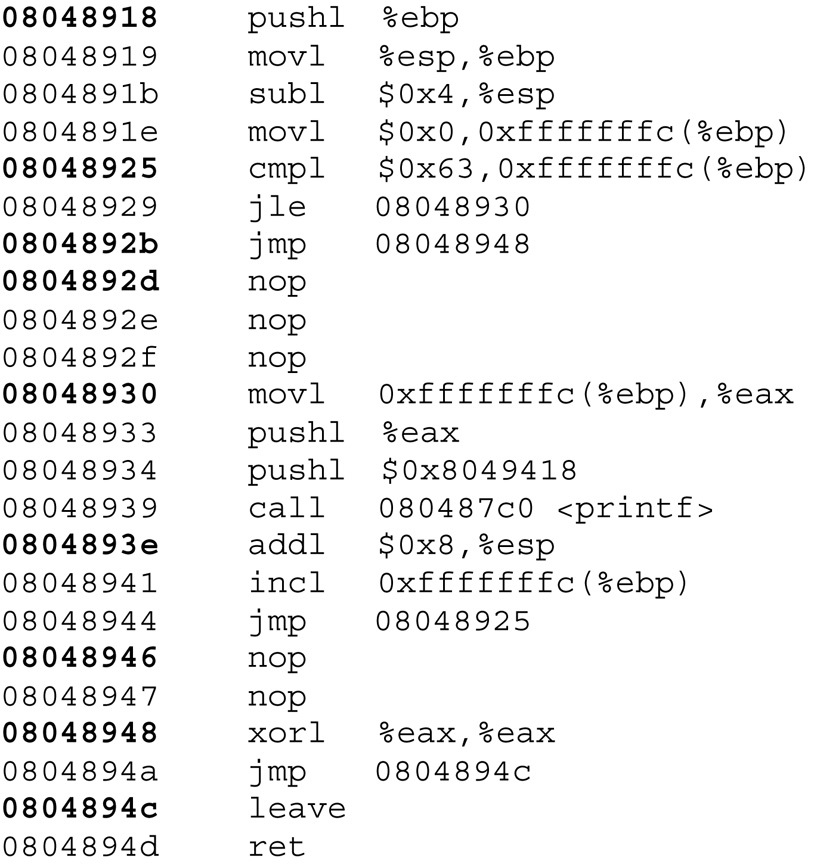 08048918 pushl %ebp
08048919 movl %esp,%ebp
0804891b subl $0x4,%esp
0804891e movl $0x0,0xfffffffc(%ebp)
08048925 cmpl $0x63,0xfffffffc(%ebp)
08048929 jle 08048930
0804892b jmp 08048948
0804892d nop
0804892e nop
0804892f nop
08048930 movl 0xfffffffc(%ebp),%eax
08048933 pushl %eax
08048934 pushl $0x8049418
08048939 call 080487c0 <printf>
0804893e addl $0x8,%esp
08048941 incl 0xfffffffc(%ebp)
08048944 jmp 08048925
08048946 nop
08048947 nop
08048948 xorl %eax,%eax
0804894a jmp 0804894c
0804894c leave
0804894d ret